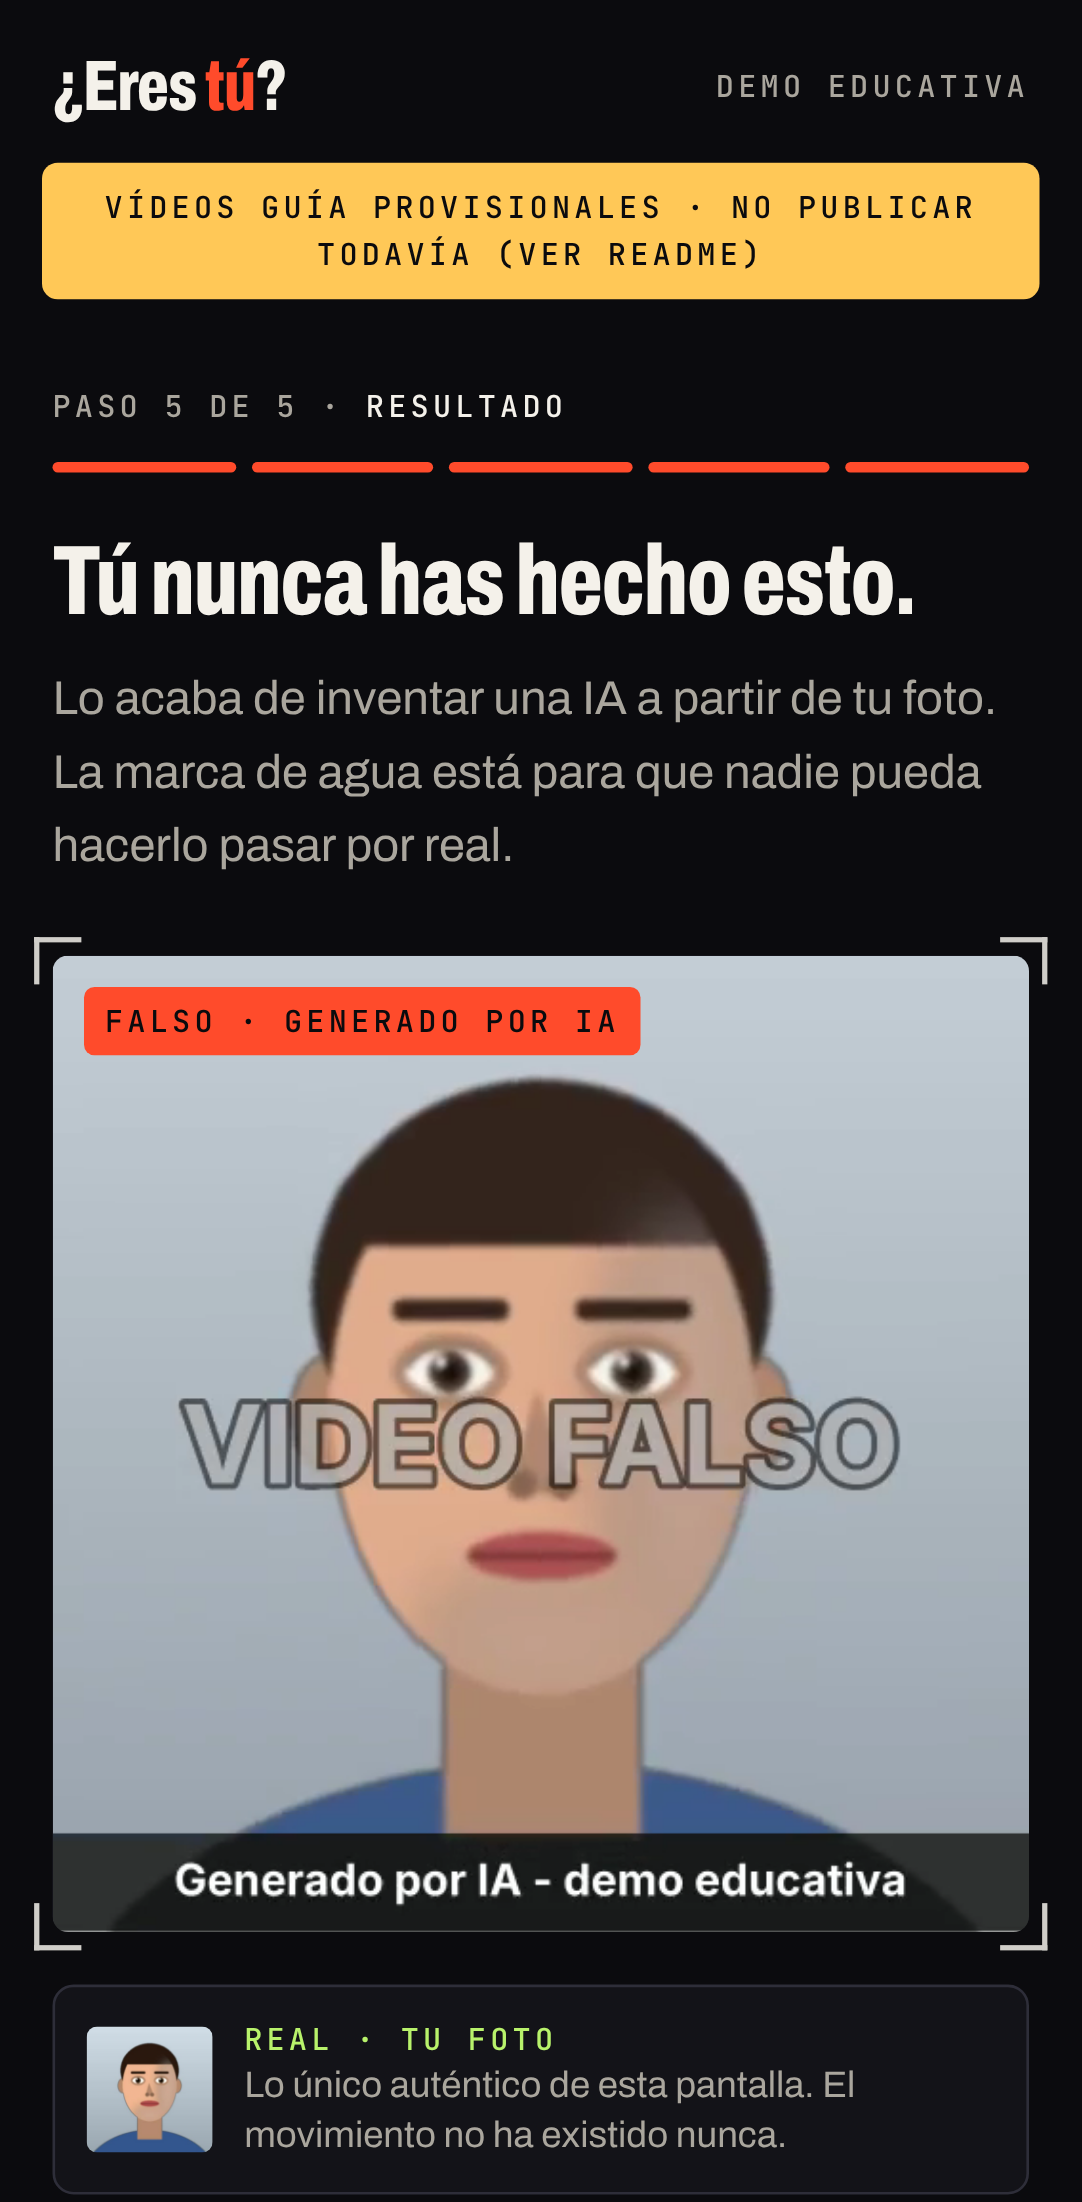 ¿Eres tú?
DEMO EDUCATIVA
VÍDEOS GUÍA PROVISIONALES · NO PUBLICAR
TODAVÍA (VER README)
PASO 5 DE 5 · RESULTADO
Tú nunca has hecho esto.
Lo acaba de inventar una IA a partir de tu foto.
La marca de agua está para que nadie pueda
hacerlo pasar por real.
FALSO · GENERADO POR IA
VIDEO FALSO
Generado por IA - demo educativa
REAL · TU FOTO
Lo único auténtico de esta pantalla. El
movimiento no ha existido nunca.